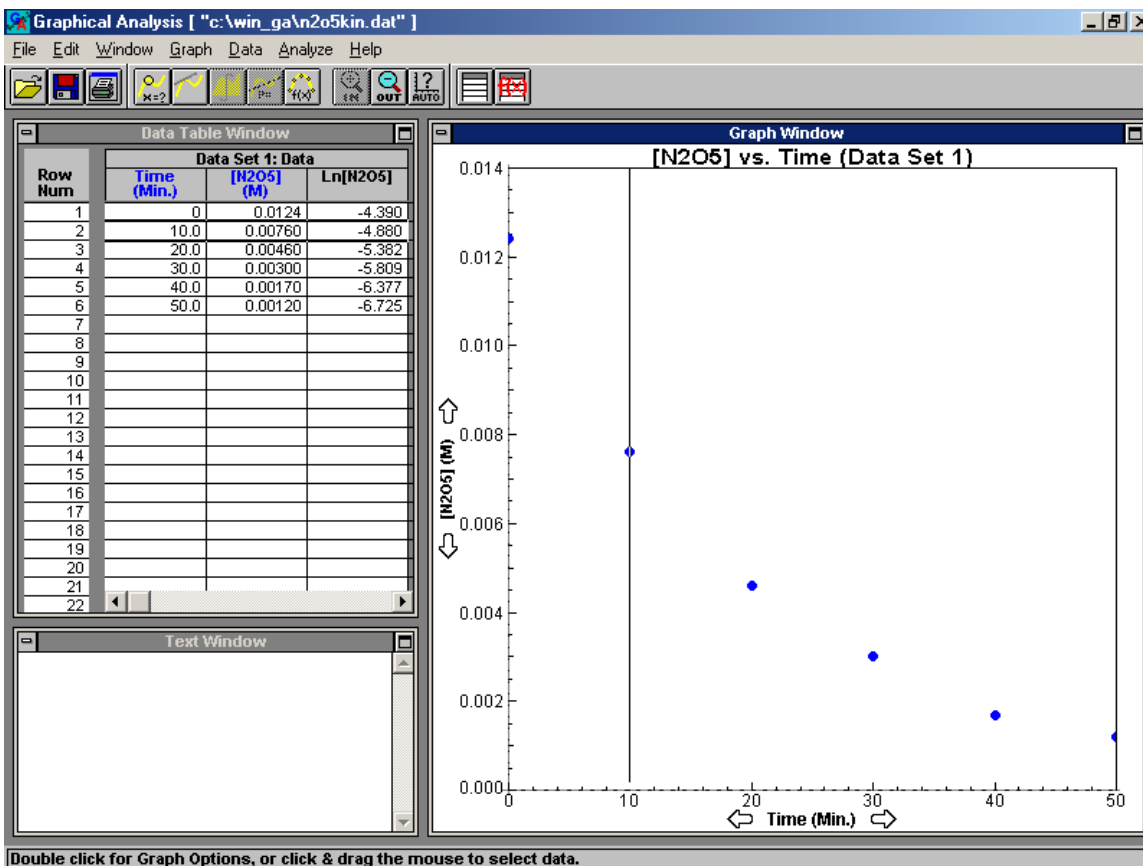 Graphical Analysis [ "c:\win_ga\n2o5kin.dat" ]
File Edit Window Graph Data Analyze Help
x=? p= f(x) IN OUT ? AUTO f(x)
Data Table Window
Data Set 1: Data
Row Num Time (Min.) [N2O5] (M) Ln[N2O5]
1 0 0.0124 -4.390
2 10.0 0.00760 -4.880
3 20.0 0.00460 -5.382
4 30.0 0.00300 -5.809
5 40.0 0.00170 -6.377
6 50.0 0.00120 -6.725
7
8
9
10
11
12
13
14
15
16
17
18
19
20
21
22
Text Window
Graph Window
[N2O5] vs. Time (Data Set 1)
0.014
0.012
0.010
0.008
0.006
0.004
0.002
0.000
[N2O5] (M)
0 10 20 30 40 50
Time (Min.)
Double click for Graph Options, or click & drag the mouse to select data.